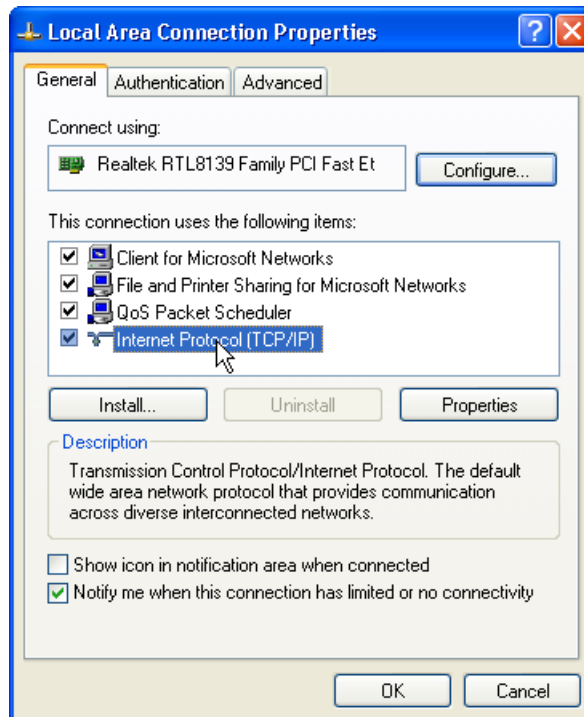 Local Area Connection Properties
General
Authentication
Advanced
Connect using:
Realtek RTL8139 Family PCI Fast Et
Configure...
This connection uses the following items:
Client for Microsoft Networks
File and Printer Sharing for Microsoft Networks
QoS Packet Scheduler
Internet Protocol (TCP/IP)
Install...
Uninstall
Properties
Description
Transmission Control Protocol/Internet Protocol. The default
wide area network protocol that provides communication
across diverse interconnected networks.
Show icon in notification area when connected
Notify me when this connection has limited or no connectivity
OK
Cancel